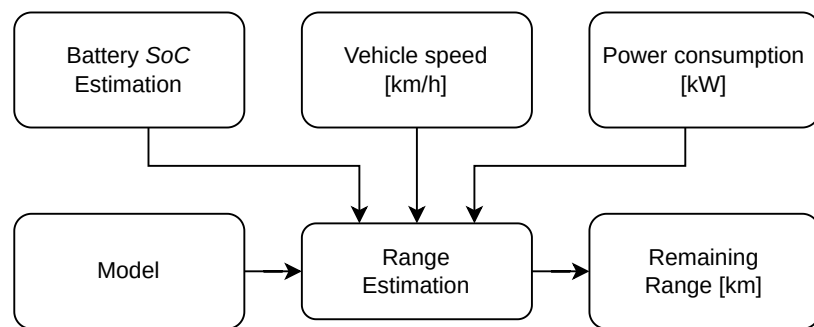 Battery SoC
Estimation
Vehicle speed
[km/h]
Power consumption
[kW]
Model
Range
Estimation
Remaining
Range [km]